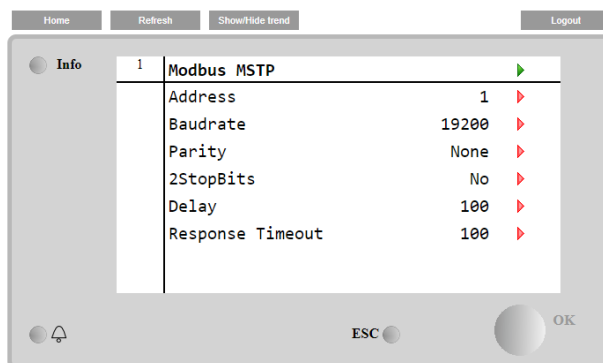 Home Refresh Show/Hide trend Logout
Info
1 Modbus MSTP
Address 1
Baudrate 19200
Parity None
2StopBits No
Delay 100
Response Timeout 100
ESC OK